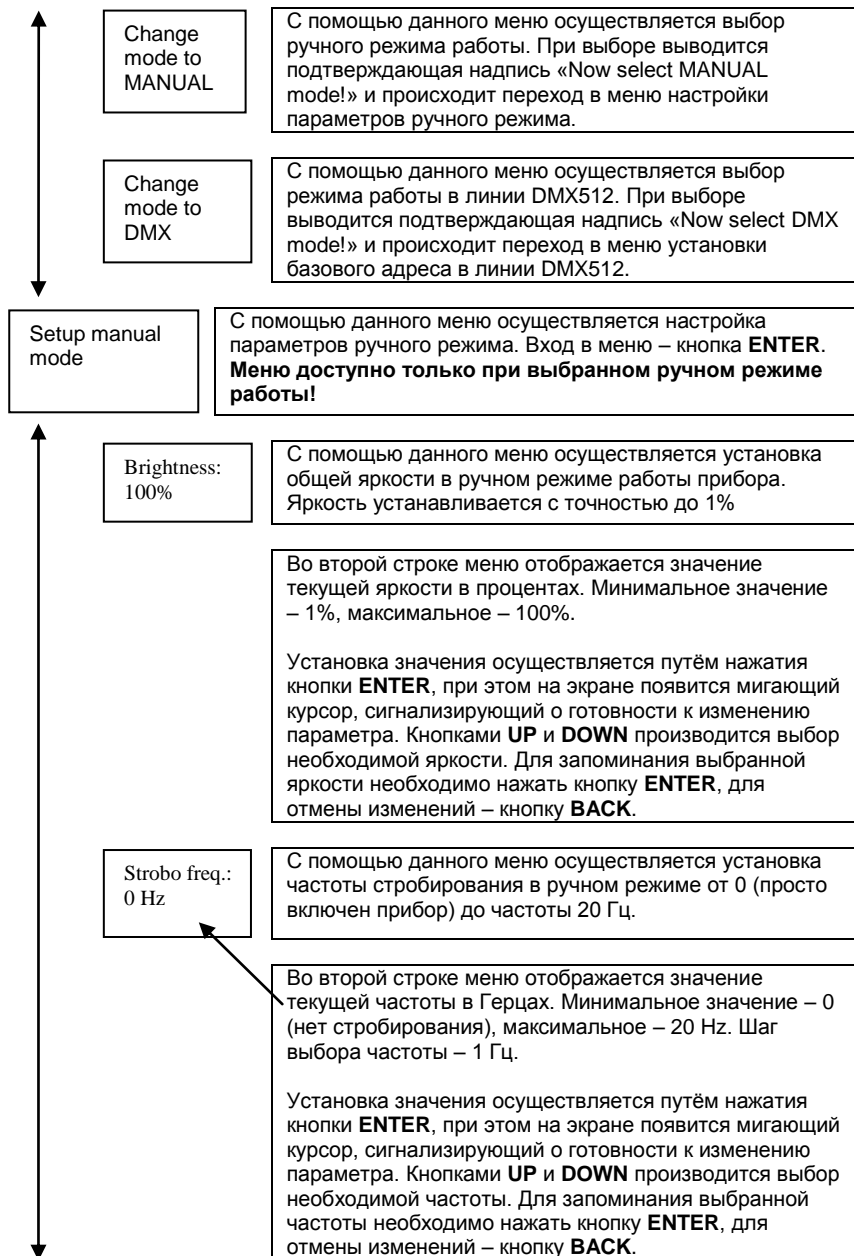 Change
mode to
MANUAL
С помощью данного меню осуществляется выбор
ручного режима работы. При выборе выводится
подтверждающая надпись «Now select MANUAL
mode!» и происходит переход в меню настройки
параметров ручного режима.
Change
mode to
DMX
С помощью данного меню осуществляется выбор
режима работы в линии DMX512. При выборе
выводится подтверждающая надпись «Now select DMX
mode!» и происходит переход в меню установки
базового адреса в линии DMX512.
Setup manual
mode
С помощью данного меню осуществляется настройка
параметров ручного режима. Вход в меню – кнопка ENTER.
Меню доступно только при выбранном ручном режиме
работы!
Brightness:
100%
С помощью данного меню осуществляется установка
общей яркости в ручном режиме работы прибора.
Яркость устанавливается с точностью до 1%
Во второй строке меню отображается значение
текущей яркости в процентах. Минимальное значение
– 1%, максимальное – 100%.
Установка значения осуществляется путём нажатия
кнопки ENTER, при этом на экране появится мигающий
курсор, сигнализирующий о готовности к изменению
параметра. Кнопками UP и DOWN производится выбор
необходимой яркости. Для запоминания выбранной
яркости необходимо нажать кнопку ENTER, для
отмены изменений – кнопку BACK.
Strobo freq.:
0 Hz
С помощью данного меню осуществляется установка
частоты стробирования в ручном режиме от 0 (просто
включен прибор) до частоты 20 Гц.
Во второй строке меню отображается значение
текущей частоты в Герцах. Минимальное значение – 0
(нет стробирования), максимальное – 20 Hz. Шаг
выбора частоты – 1 Гц.
Установка значения осуществляется путём нажатия
кнопки ENTER, при этом на экране появится мигающий
курсор, сигнализирующий о готовности к изменению
параметра. Кнопками UP и DOWN производится выбор
необходимой частоты. Для запоминания выбранной
частоты необходимо нажать кнопку ENTER, для
отмены изменений – кнопку BACK.